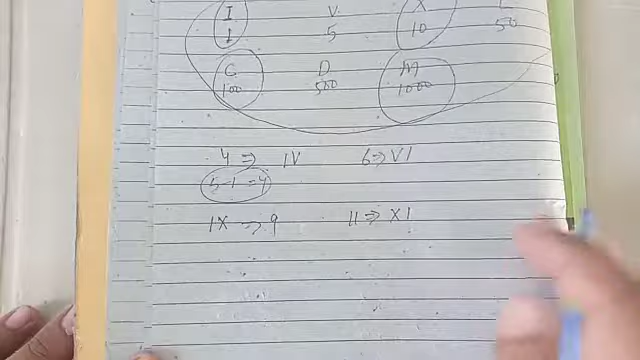 I V X L
1 5 10 50
C D M
100 500 1000
4 ⇒ IV 6 ⇒ VI
5-1=4
IX → 9 11 ⇒ XI